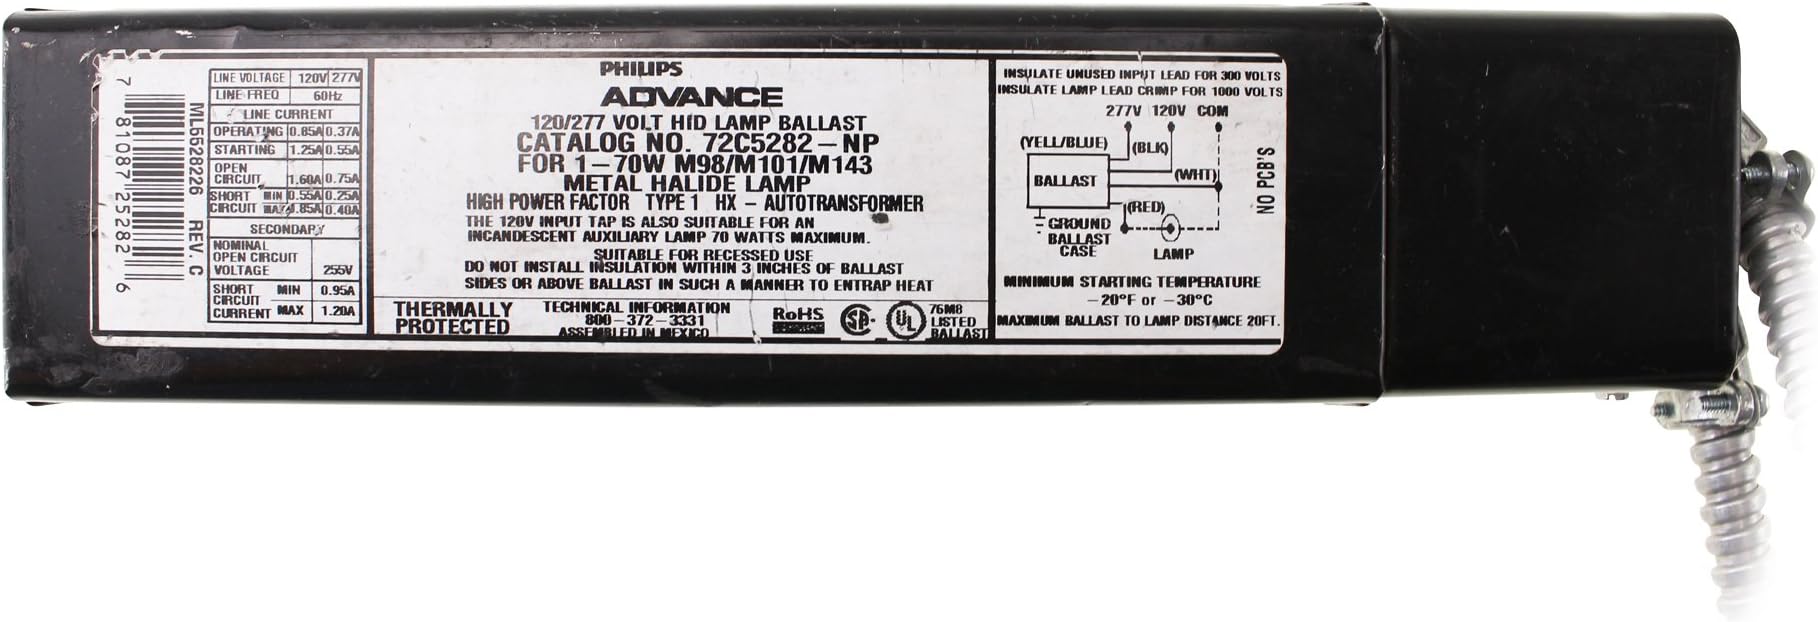 7 81087 25282 6
ML5528226 REV. C
LINE VOLTAGE 120V 277V
LINE FREQ 60Hz
LINE CURRENT
OPERATING 0.85A 0.37A
STARTING 1.25A 0.55A
OPEN CIRCUIT 1.60A 0.75A
SHORT CIRCUIT MIN 0.55A 0.25A
MAX 0.85A 0.40A
SECONDARY
NOMINAL
OPEN CIRCUIT
VOLTAGE 255V
SHORT CIRCUIT CURRENT MIN 0.95A
MAX 1.20A
PHILIPS
ADVANCE
120/277 VOLT HID LAMP BALLAST
CATALOG NO. 72C5282-NP
FOR 1-70W M98/M101/M143
METAL HALIDE LAMP
HIGH POWER FACTOR TYPE 1 HX - AUTOTRANSFORMER
THE 120V INPUT TAP IS ALSO SUITABLE FOR AN
INCANDESCENT AUXILIARY LAMP 70 WATTS MAXIMUM.
SUITABLE FOR RECESSED USE
DO NOT INSTALL INSULATION WITHIN 3 INCHES OF BALLAST
SIDES OR ABOVE BALLAST IN SUCH A MANNER TO ENTRAP HEAT
THERMALLY
PROTECTED
TECHNICAL INFORMATION
800-372-3331
ASSEMBLED IN MEXICO
RoHS
SA
UL
76M8
LISTED
BALLAST
INSULATE UNUSED INPUT LEAD FOR 300 VOLTS
INSULATE LAMP LEAD CRIMP FOR 1000 VOLTS
277V 120V COM
(YELL/BLUE)
(BLK)
BALLAST
(WHT)
(RED)
GROUND
BALLAST
CASE
LAMP
NO PCB'S
MINIMUM STARTING TEMPERATURE
-20°F or -30°C
MAXIMUM BALLAST TO LAMP DISTANCE 20FT.